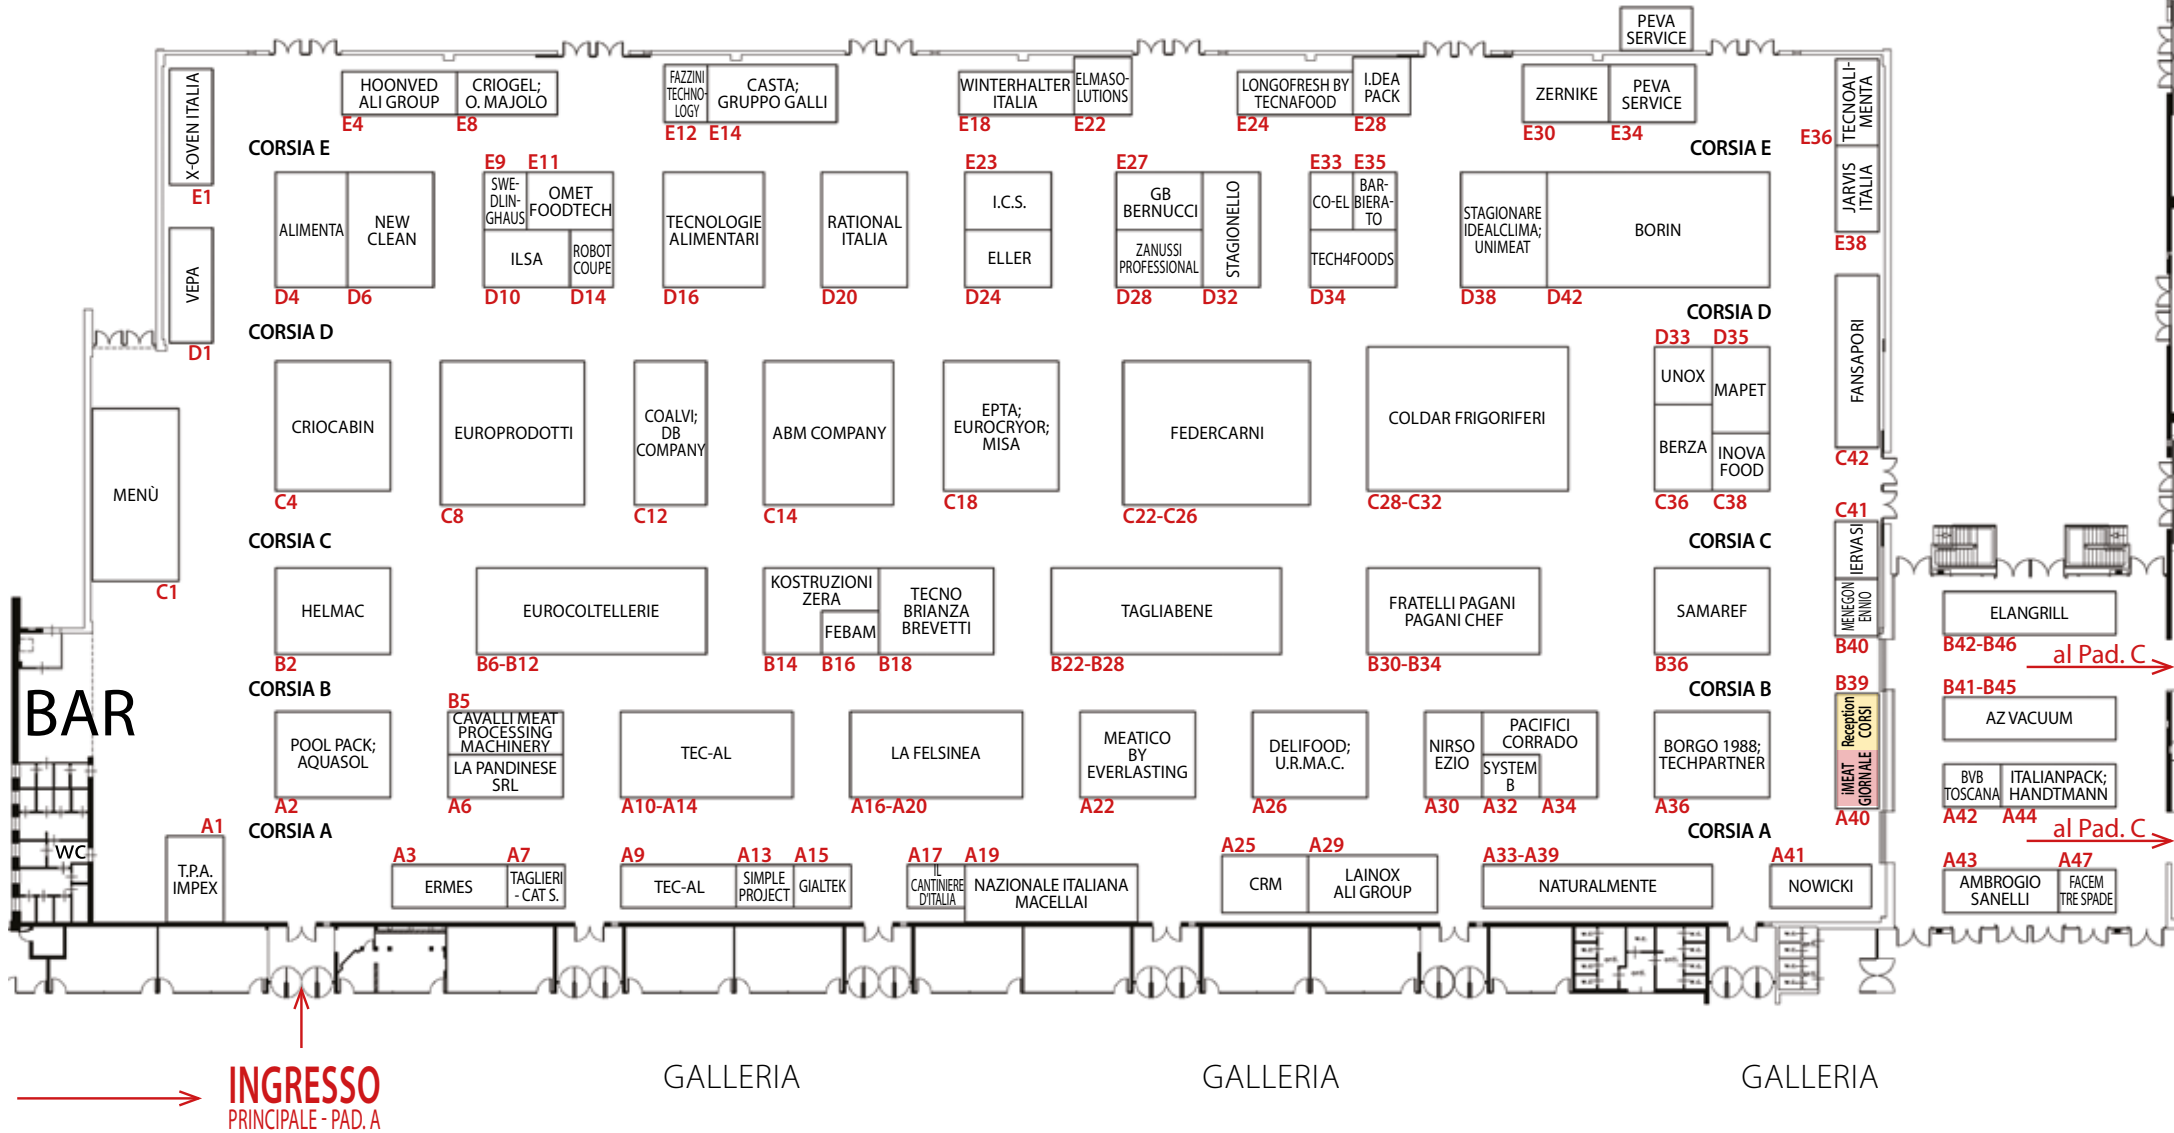 PEVA
SERVICE
X-OVEN ITALIA
E1
HOONVED
ALI GROUP
E4
CRIOGEL;
O. MAJOLO
E8
FAZZINI
TECHNO-
LOGY
E12
CASTA;
GRUPPO GALLI
E14
WINTERHALTER
ITALIA
E18
ELMASO-
LUTIONS
E22
LONGOFRESH BY
TECNAFOOD
E24
I.DEA
PACK
E28
ZERNIKE
E30
PEVA
SERVICE
E34
TECNOALI-
MENTA
E36
JARVIS
ITALIA
E38
CORSIA E
CORSIA E
VEPA
D1
ALIMENTA
D4
NEW
CLEAN
D6
E9
SWE-
DLIN-
GHAUS
E11
OMET
FOODTECH
ILSA
D10
ROBOT
COUPE
D14
TECNOLOGIE
ALIMENTARI
D16
RATIONAL
ITALIA
D20
E23
I.C.S.
ELLER
D24
E27
GB
BERNUCCI
ZANUSSI
PROFESSIONAL
D28
STAGIONELLO
D32
E33
CO-EL
E35
BAR-
BIERA-
TO
TECH4FOODS
D34
STAGIONARE
IDEALCLIMA;
UNIMEAT
D38
BORIN
D42
CORSIA D
CORSIA D
MENÙ
C1
CRIOCABIN
C4
EUROPRODOTTI
C8
COALVI;
DB
COMPANY
C12
ABM COMPANY
C14
EPTA;
EUROCRYOR;
MISA
C18
FEDERCARNI
C22-C26
COLDAR FRIGORIFERI
C28-C32
D33
UNOX
D35
MAPET
BERZA
C36
INOVA
FOOD
C38
FANSAPORI
C42
CORSIA C
CORSIA C
C41
IERVASI
MENEGON
ENNIO
B40
HELMAC
B2
EUROCOLTELLERIE
B6-B12
KOSTRUZIONI
ZERA
B14
FEBAM
B16
TECNO
BRIANZA
BREVETTI
B18
TAGLIABENE
B22-B28
FRATELLI PAGANI
PAGANI CHEF
B30-B34
SAMAREF
B36
ELANGRILL
B42-B46
al Pad. C
BAR
CORSIA B
CORSIA B
POOL PACK;
AQUASOL
A2
B5
CAVALLI MEAT
PROCESSING
MACHINERY
LA PANDINESE
SRL
A6
TEC-AL
A10-A14
LA FELSINEA
A16-A20
MEATICO
BY
EVERLASTING
A22
DELIFOOD;
U.R.MA.C.
A26
NIRSO
EZIO
A30
SYSTEM
B
A32
PACIFICI
CORRADO
A34
BORGO 1988;
TECHPARTNER
A36
B39
Reception
CORSI
iMEAT
GIORNALE
A40
B41-B45
AZ VACUUM
BVB
TOSCANA
A42
ITALIANPACK;
HANDTMANN
A44
al Pad. C
CORSIA A
CORSIA A
WC
A1
T.P.A.
IMPEX
A3
ERMES
A7
TAGLIERI
- CAT S.
A9
TEC-AL
A13
SIMPLE
PROJECT
A15
GIALTEK
A17
IL
CANTINIERE
D'ITALIA
A19
NAZIONALE ITALIANA
MACELLAI
A25
CRM
A29
LAINOX
ALI GROUP
A33-A39
NATURALMENTE
A41
NOWICKI
A43
AMBROGIO
SANELLI
A47
FACEM
TRE SPADE
INGRESSO
PRINCIPALE - PAD. A
GALLERIA
GALLERIA
GALLERIA